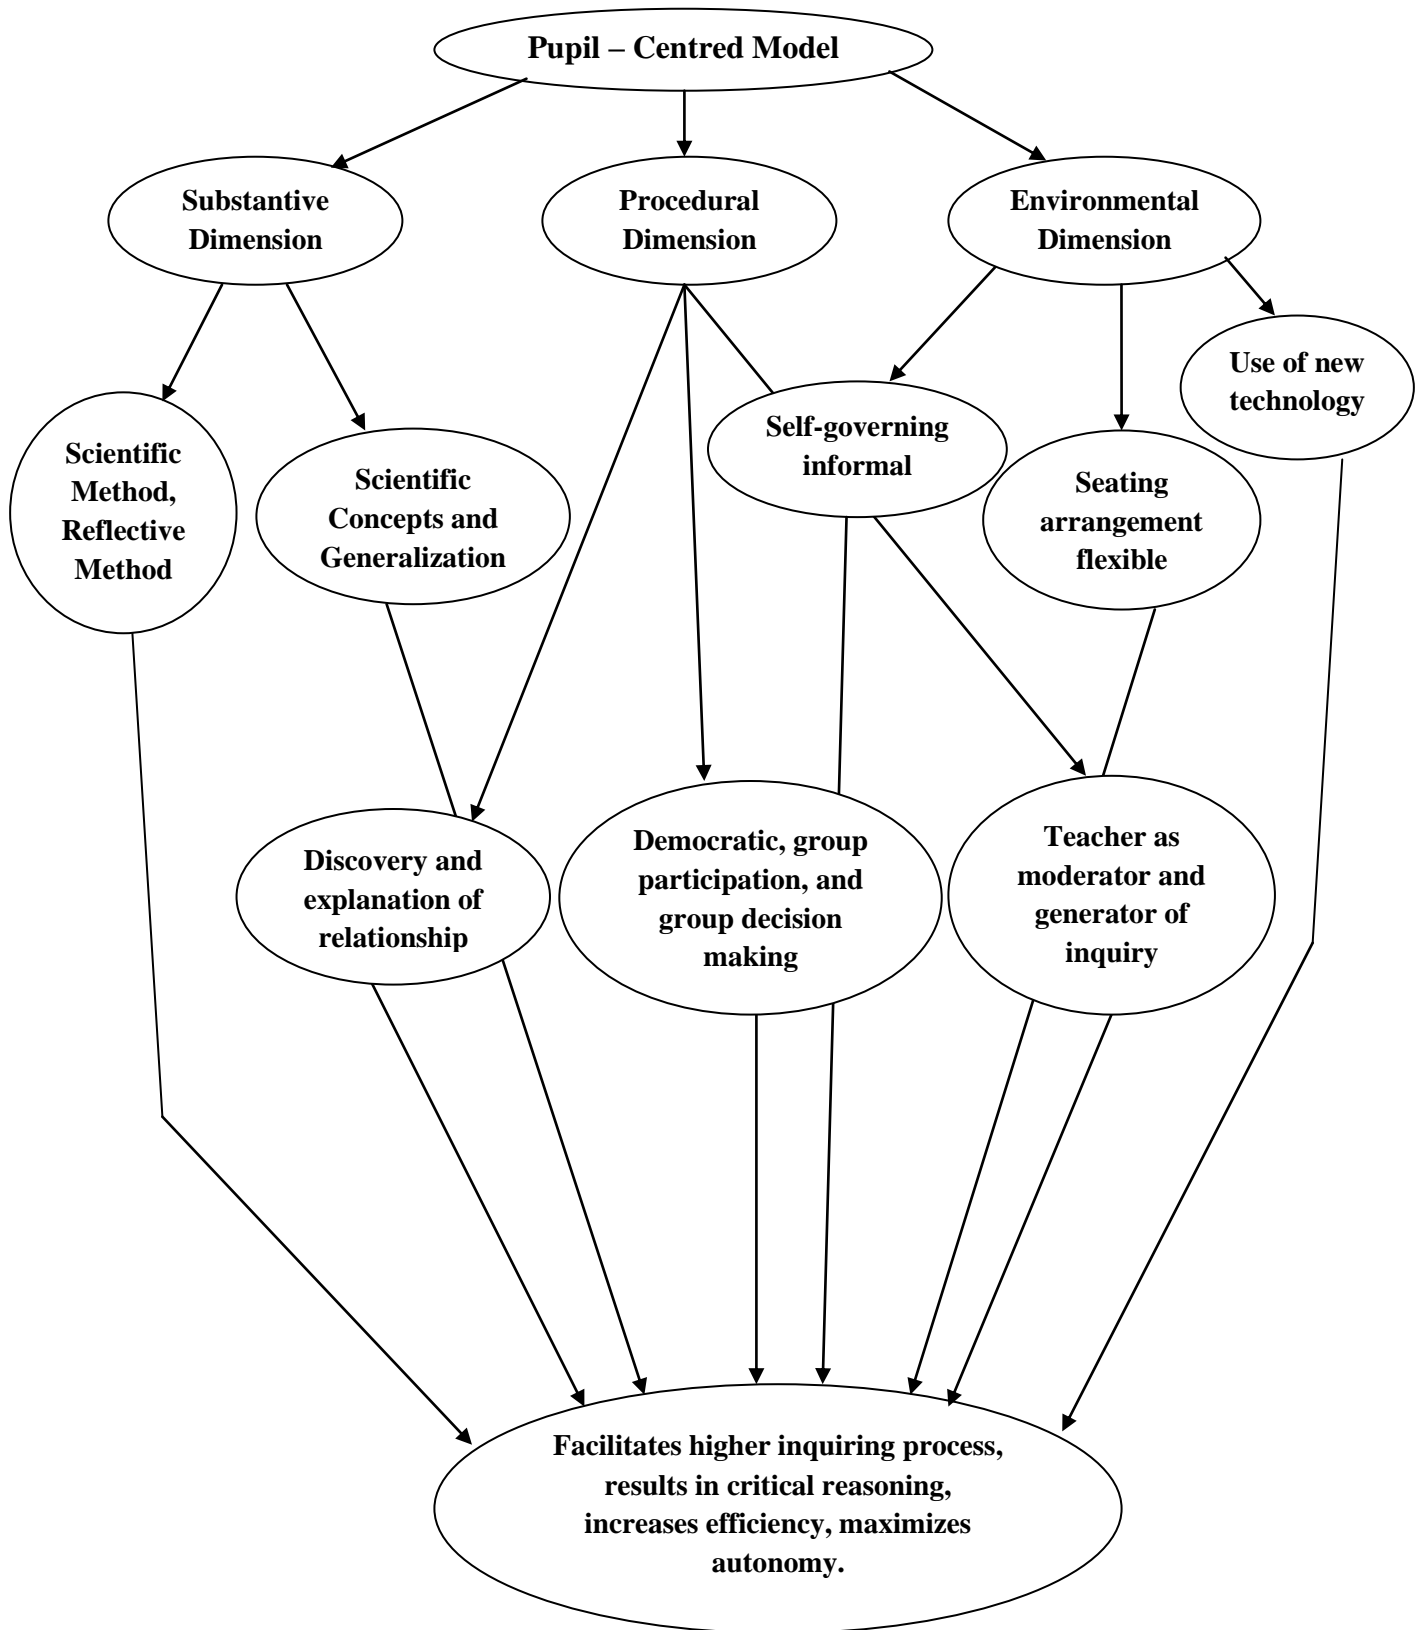 Pupil – Centred Model
Substantive
Dimension
Procedural
Dimension
Environmental
Dimension
Use of new
technology
Self-governing
informal
Scientific
Method,
Reflective
Method
Scientific
Concepts and
Generalization
Seating
arrangement
flexible
Discovery and
explanation of
relationship
Democratic, group
participation, and
group decision
making
Teacher as
moderator and
generator of
inquiry
Facilitates higher inquiring process,
results in critical reasoning,
increases efficiency, maximizes
autonomy.